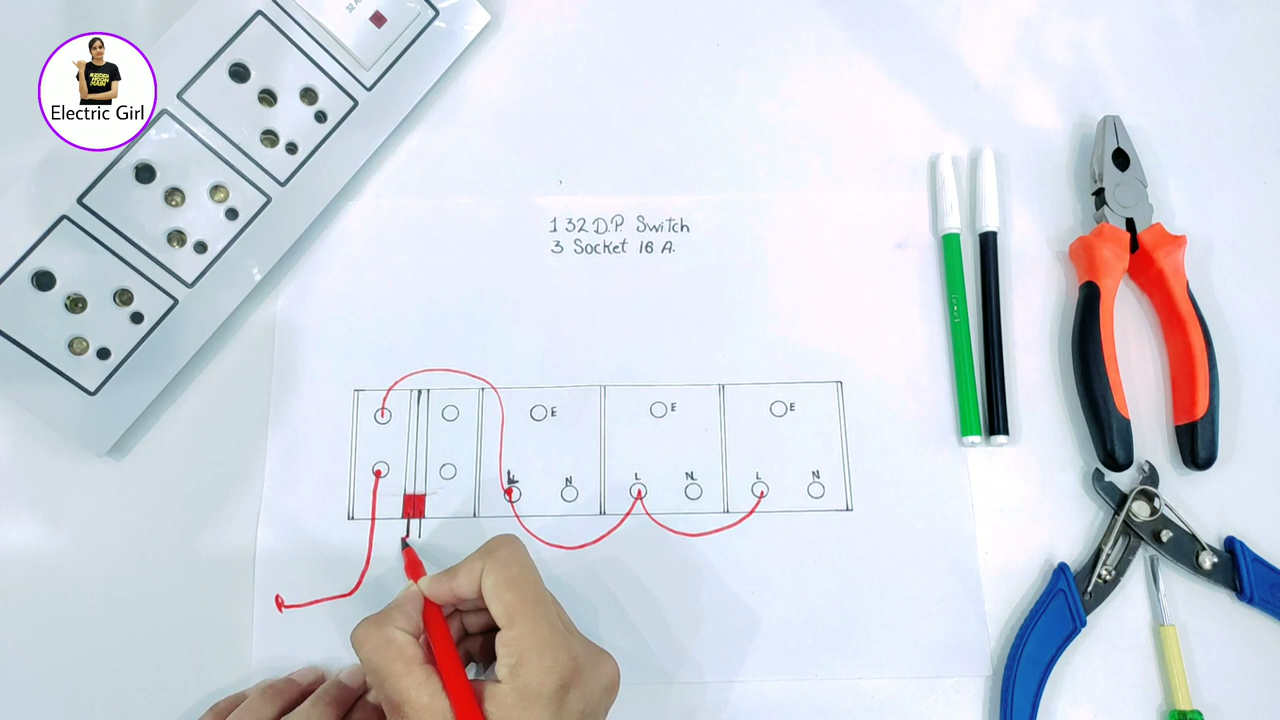 Electric Girl
1 32 D.P. Switch
3 Socket 16 A.
E
E
E
L
N
L
N
L
N